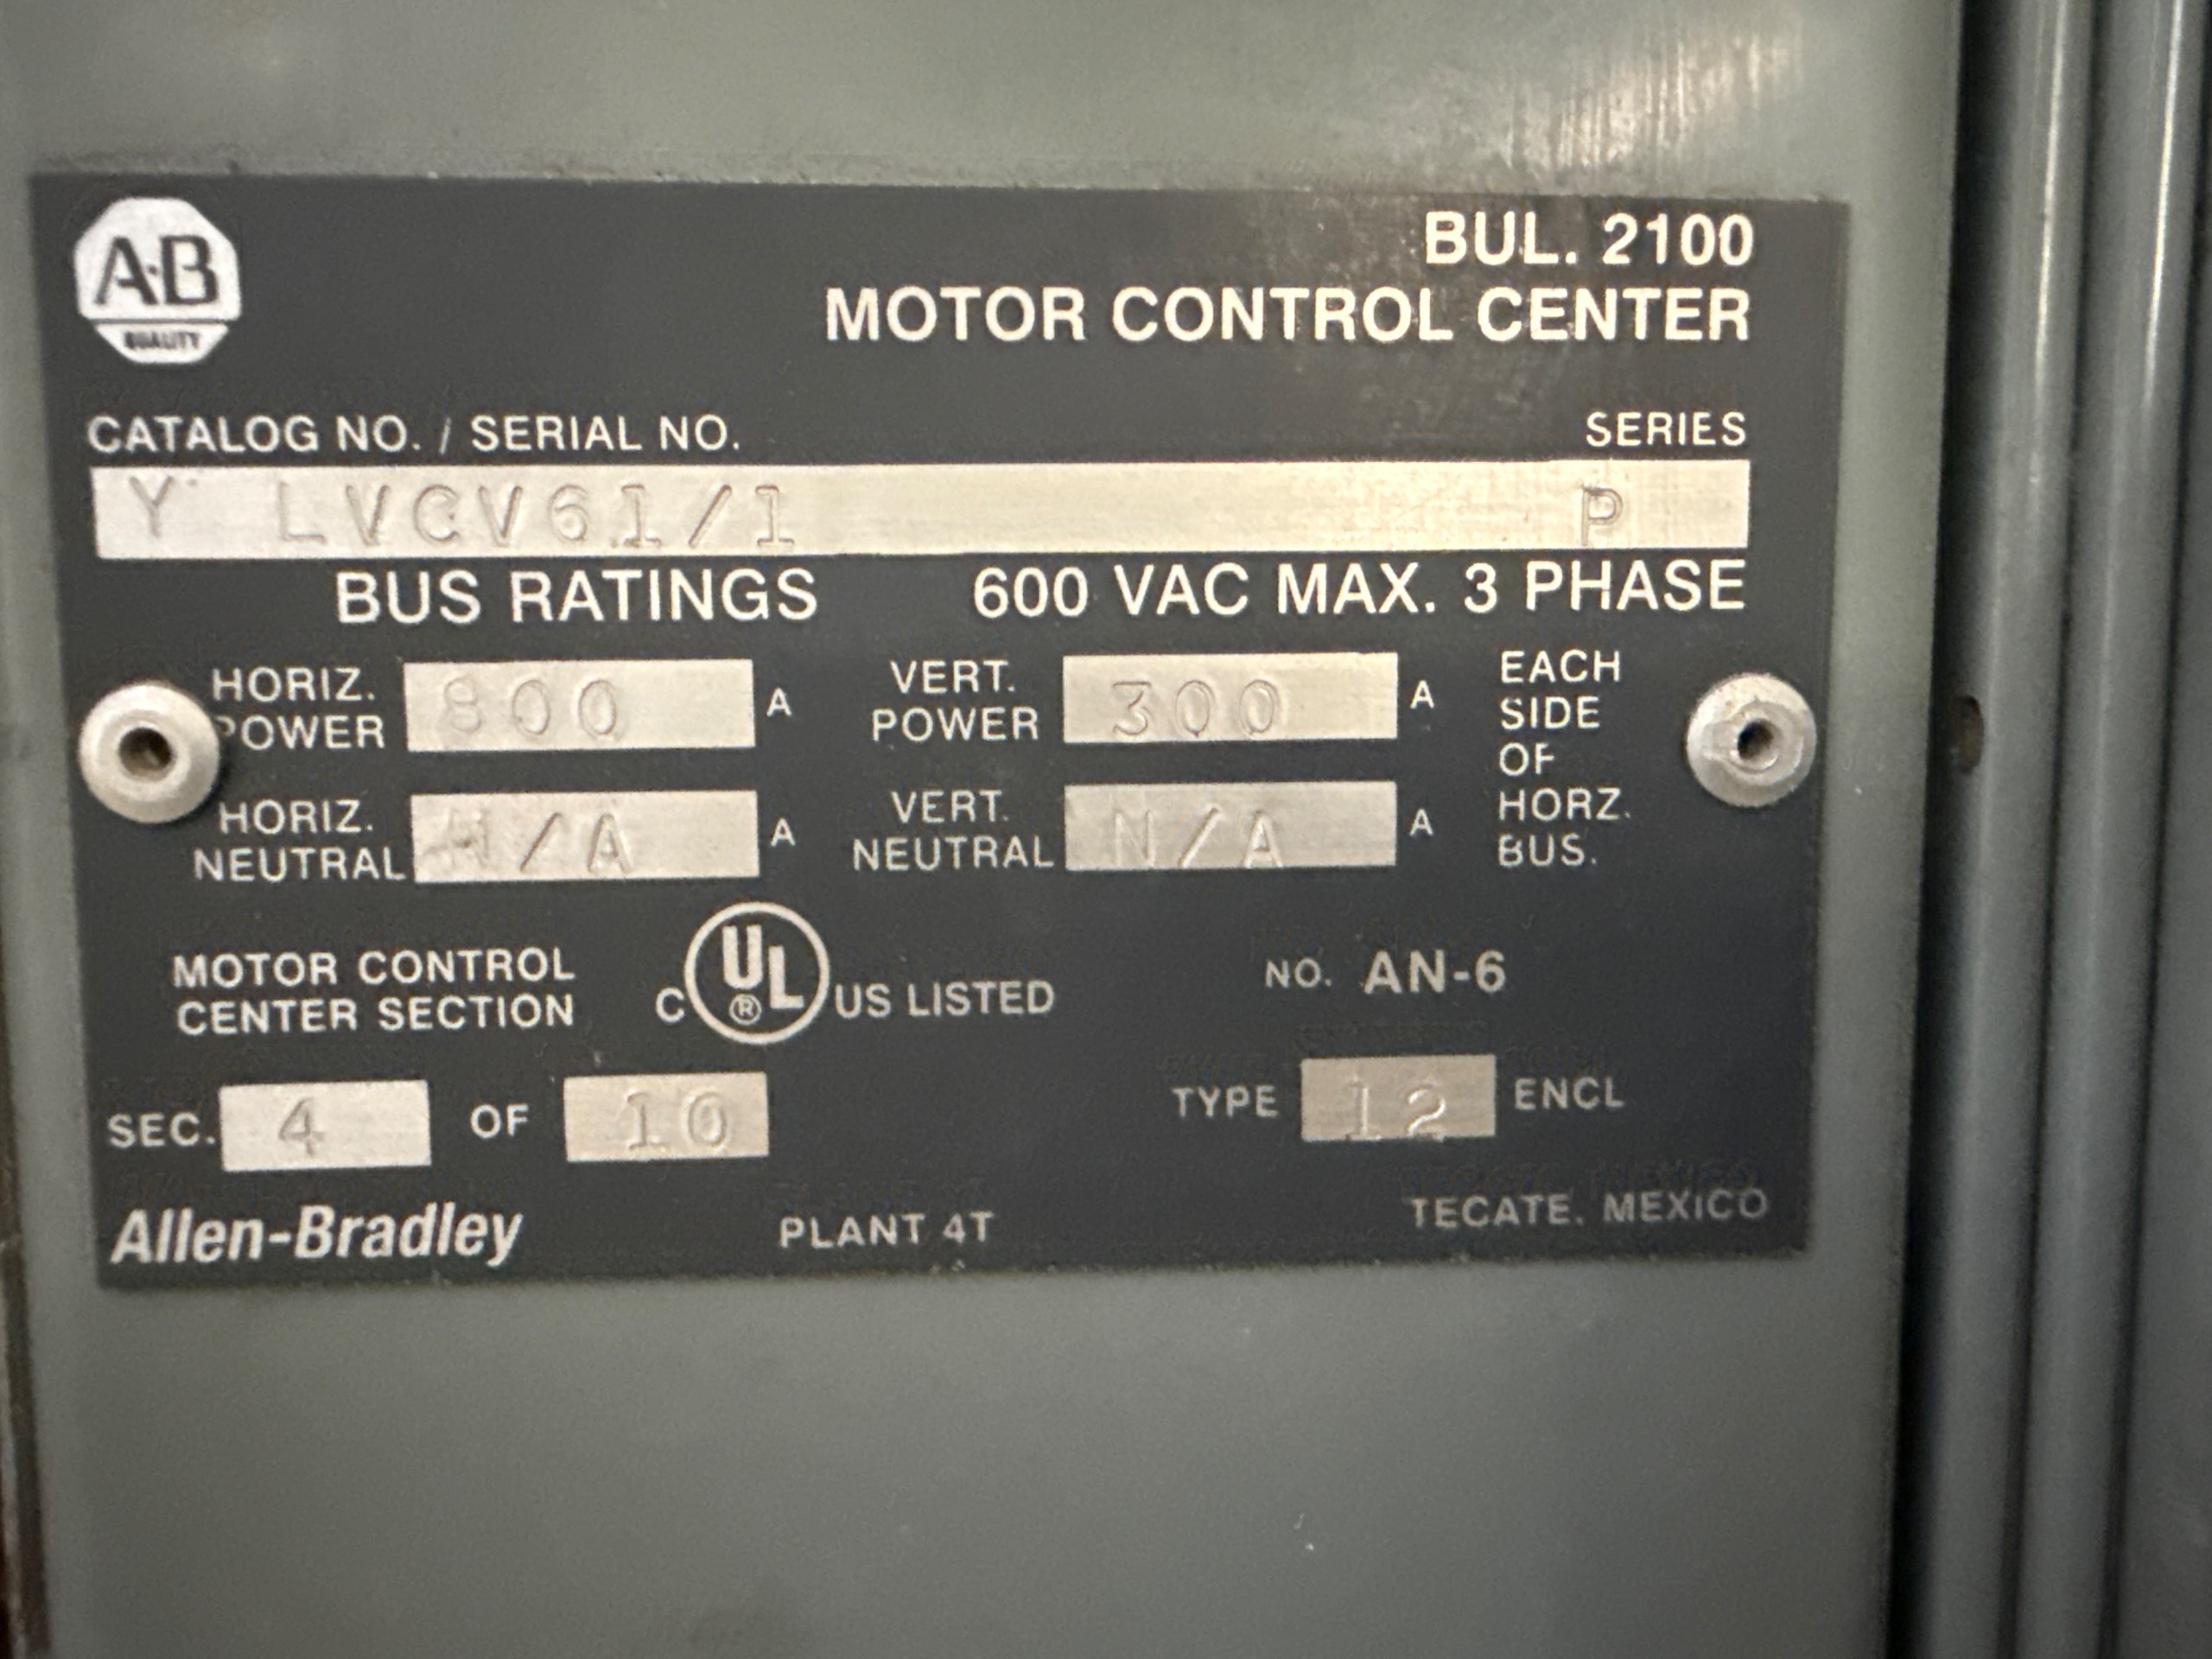 A-B
QUALITY
BUL. 2100
MOTOR CONTROL CENTER
CATALOG NO. / SERIAL NO. SERIES
Y LVCV61/1 P
BUS RATINGS 600 VAC MAX. 3 PHASE
HORIZ. POWER 800 A VERT. POWER 300 A EACH SIDE OF HORZ. BUS.
HORIZ. NEUTRAL N/A A VERT. NEUTRAL N/A A
MOTOR CONTROL CENTER SECTION C UL ® US LISTED NO. AN-6
SEC. 4 OF 10 TYPE 12 ENCL
Allen-Bradley PLANT 4T TECATE, MEXICO